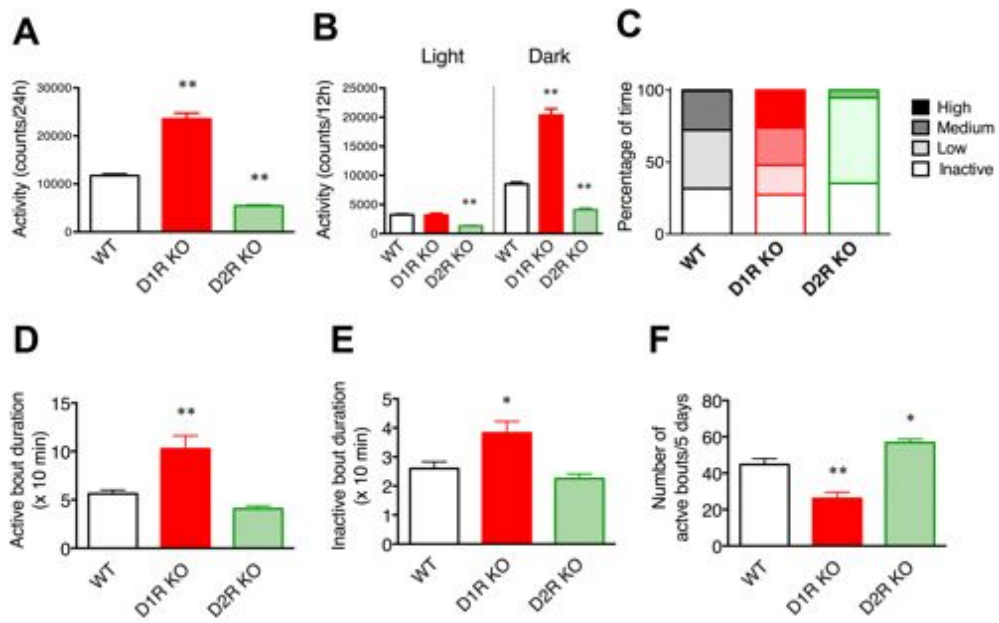 A
Activity (counts/24h)
30000
20000
10000
0
**
**
WT
D1R KO
D2R KO
B
Light
Dark
Activity (counts/12h)
25000
20000
15000
10000
5000
0
**
**
**
WT
D1R KO
D2R KO
WT
D1R KO
D2R KO
C
Percentage of time
100
50
0
WT
D1R KO
D2R KO
High
Medium
Low
Inactive
D
Active bout duration
(x 10 min)
15
10
5
0
**
WT
D1R KO
D2R KO
E
Inactive bout duration
(x 10 min)
5
4
3
2
1
0
*
WT
D1R KO
D2R KO
F
Number of
actve bouts/5 days
80
60
40
20
0
**
*
WT
D1R KO
D2R KO